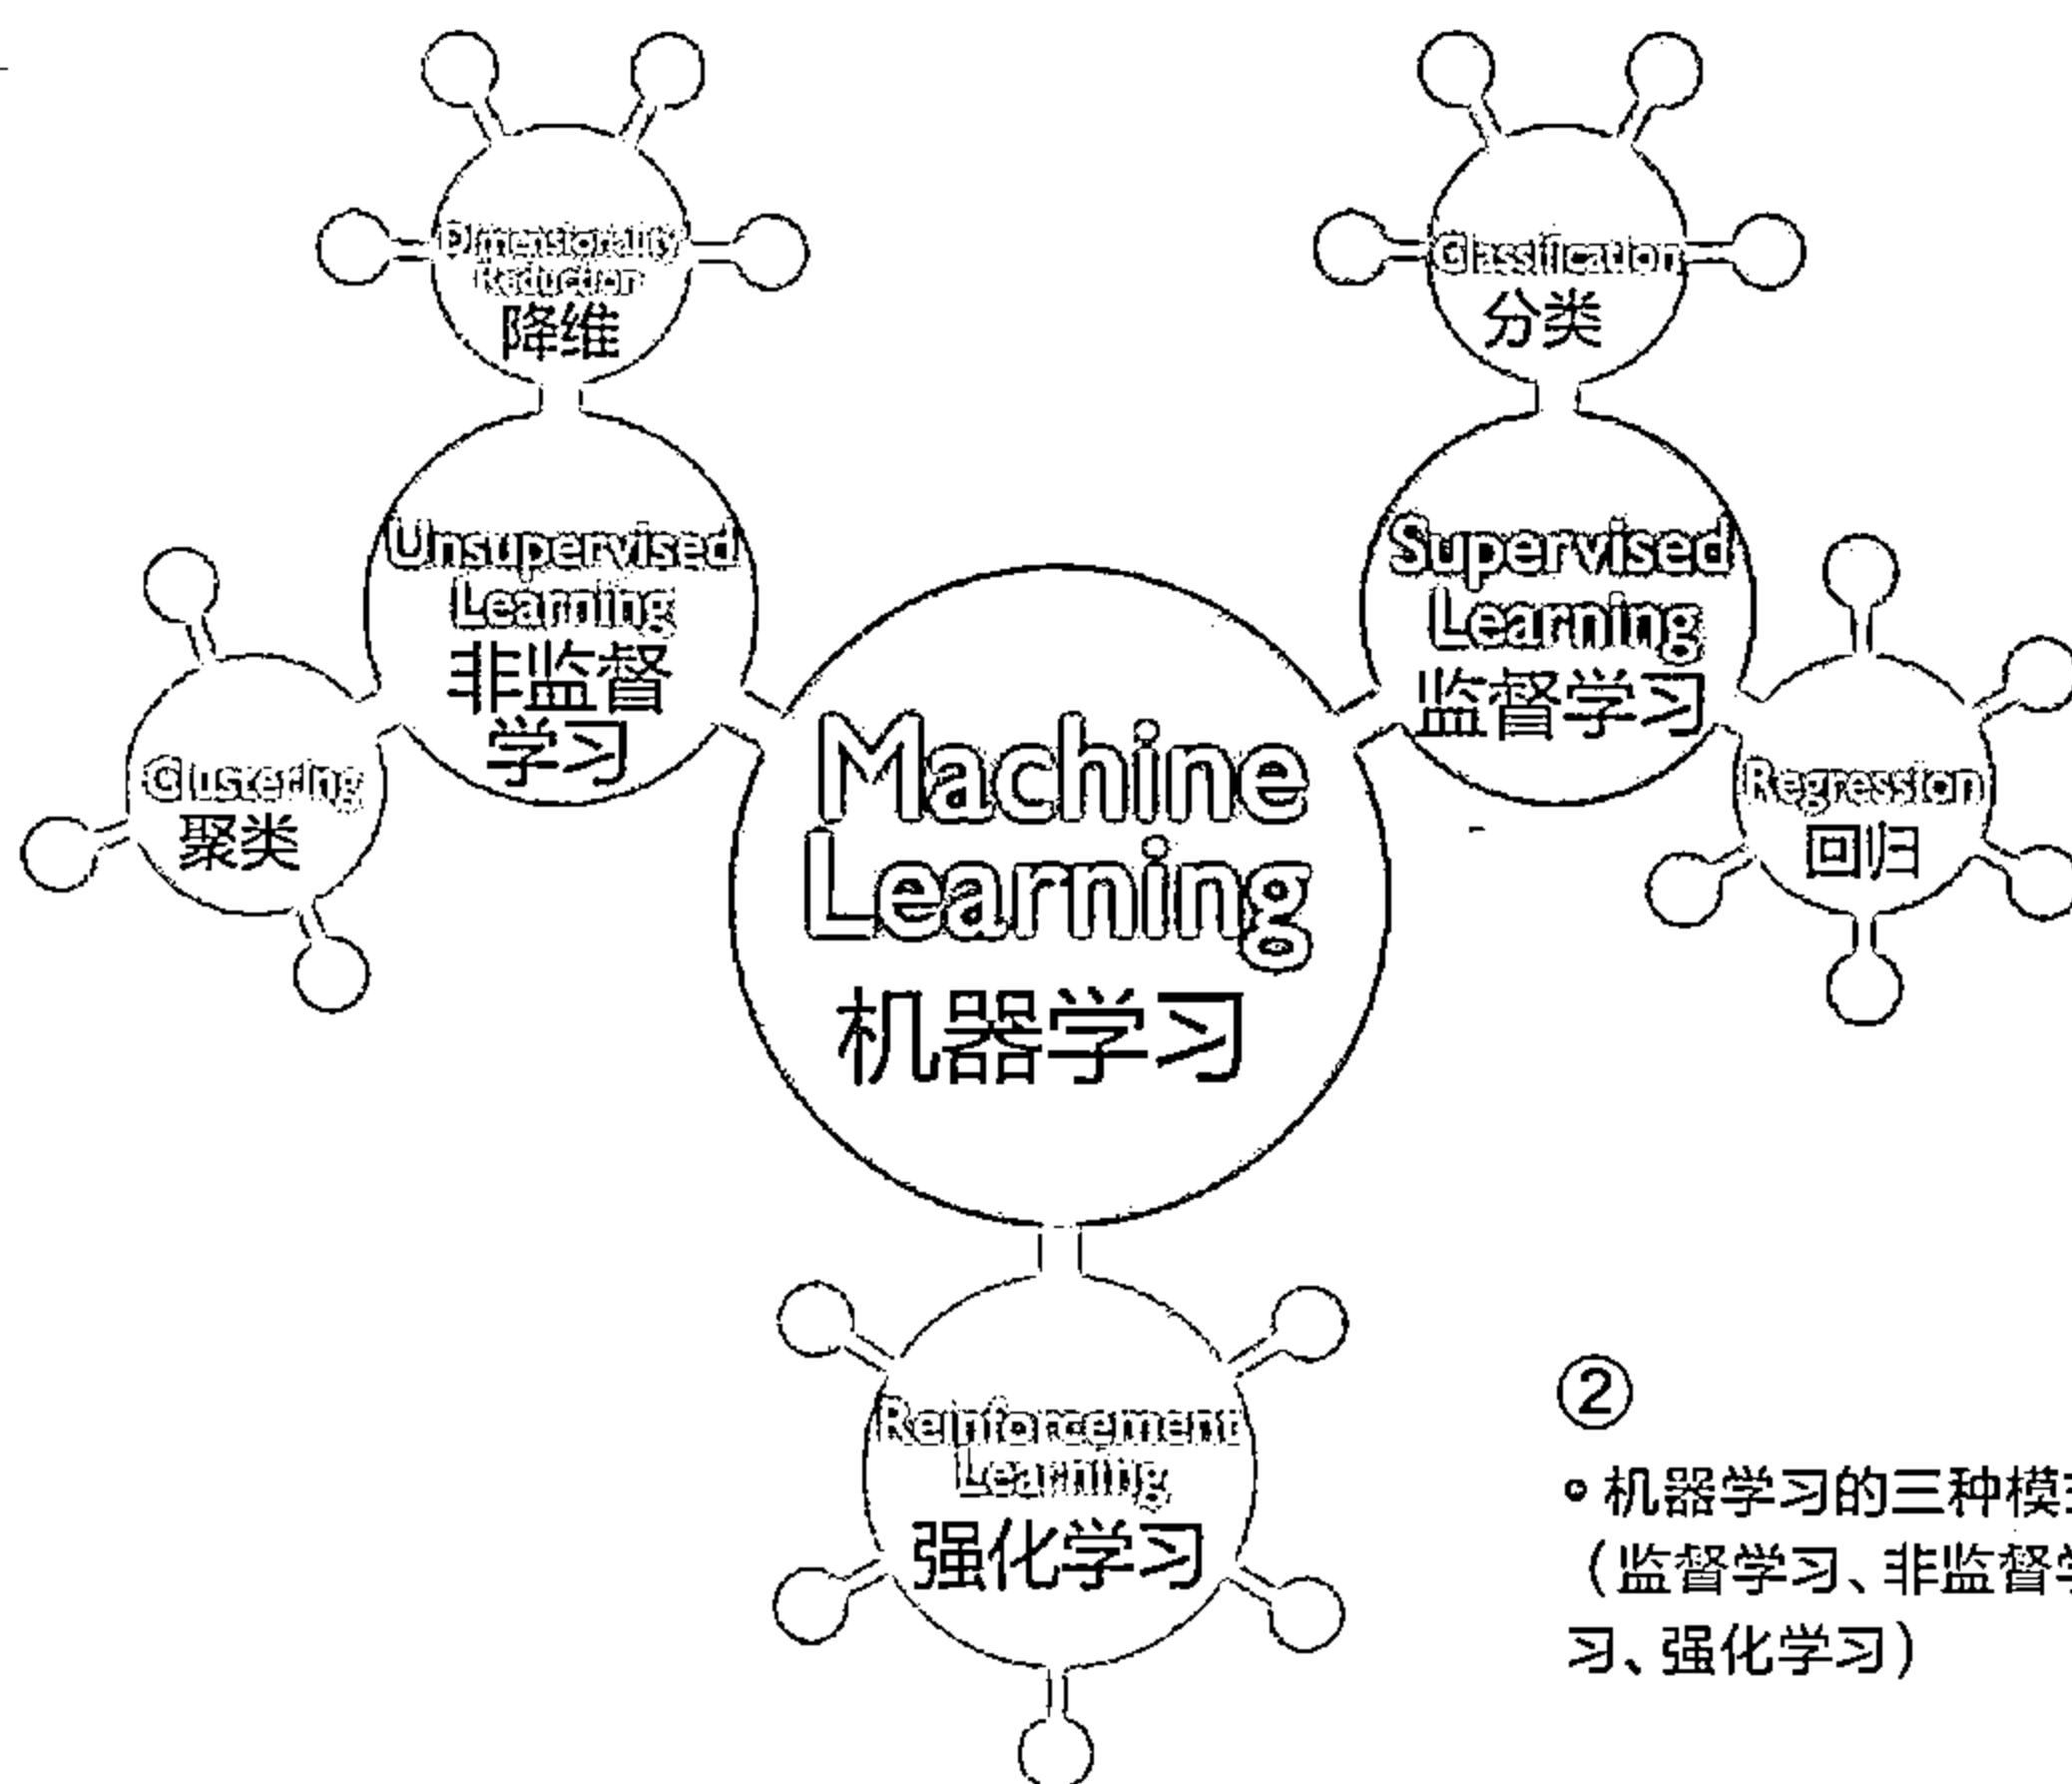 Dimensionality
Reduction
降维
Classification
分类
Unsupervised
Learning
非监督
学习
Supervised
Learning
监督学习
Clustering
聚类
Machine
Learning
机器学习
Regression
回归
Reinforcement
Learning
强化学习
②
• 机器学习的三种模
（监督学习、非监督学
习、强化学习）